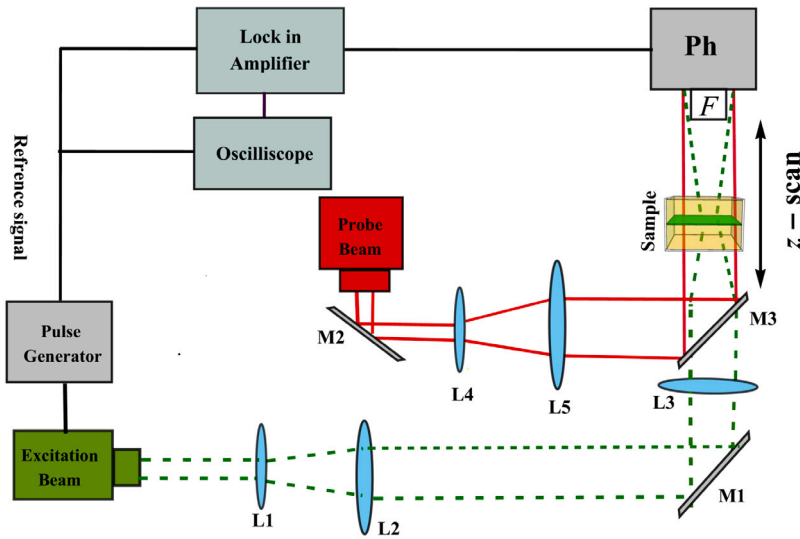 Lock in
Amplifier
Ph
F
Oscilliscope
Refrence signal
Probe
Beam
Sample
z – scan
M2
M3
Pulse
Generator
L4
L5
L3
Excitation
Beam
M1
L1
L2